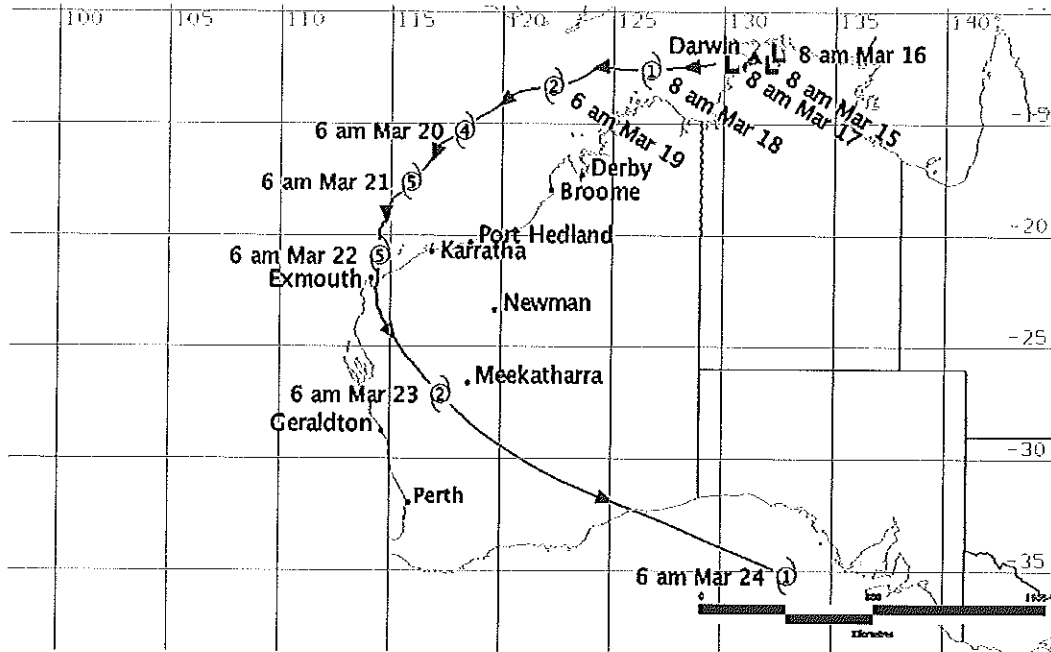 100 105 110 115 120 125 130 135 140
Darwin
L L L
8 am Mar 16
8 am Mar 15
8 am Mar 17
① 8 am Mar 18
② 6 am Mar 19
6 am Mar 20 ④
-15
Derby
6 am Mar 21 ⑤
Broome
-20
Port Hedland
6 am Mar 22 ⑤
Karratha
Exmouth
Newman
-25
Meekatharra
6 am Mar 23 ②
Geraldton
-30
Perth
-35
6 am Mar 24 ①
0
Kilometres